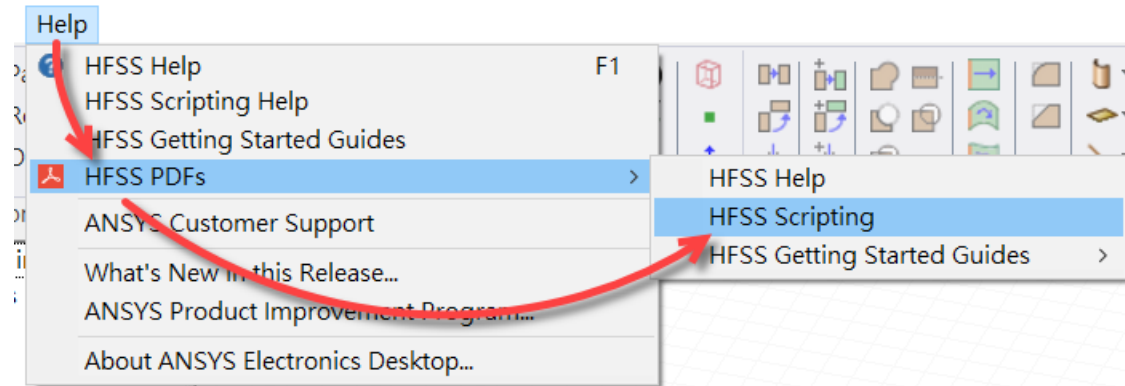 Help
HFSS Help F1
HFSS Scripting Help
HFSS Getting Started Guides
HFSS PDFs >
ANSYS Customer Support
What's New in this Release...
ANSYS Product Improvement Program...
About ANSYS Electronics Desktop...
HFSS Help
HFSS Scripting
HFSS Getting Started Guides >